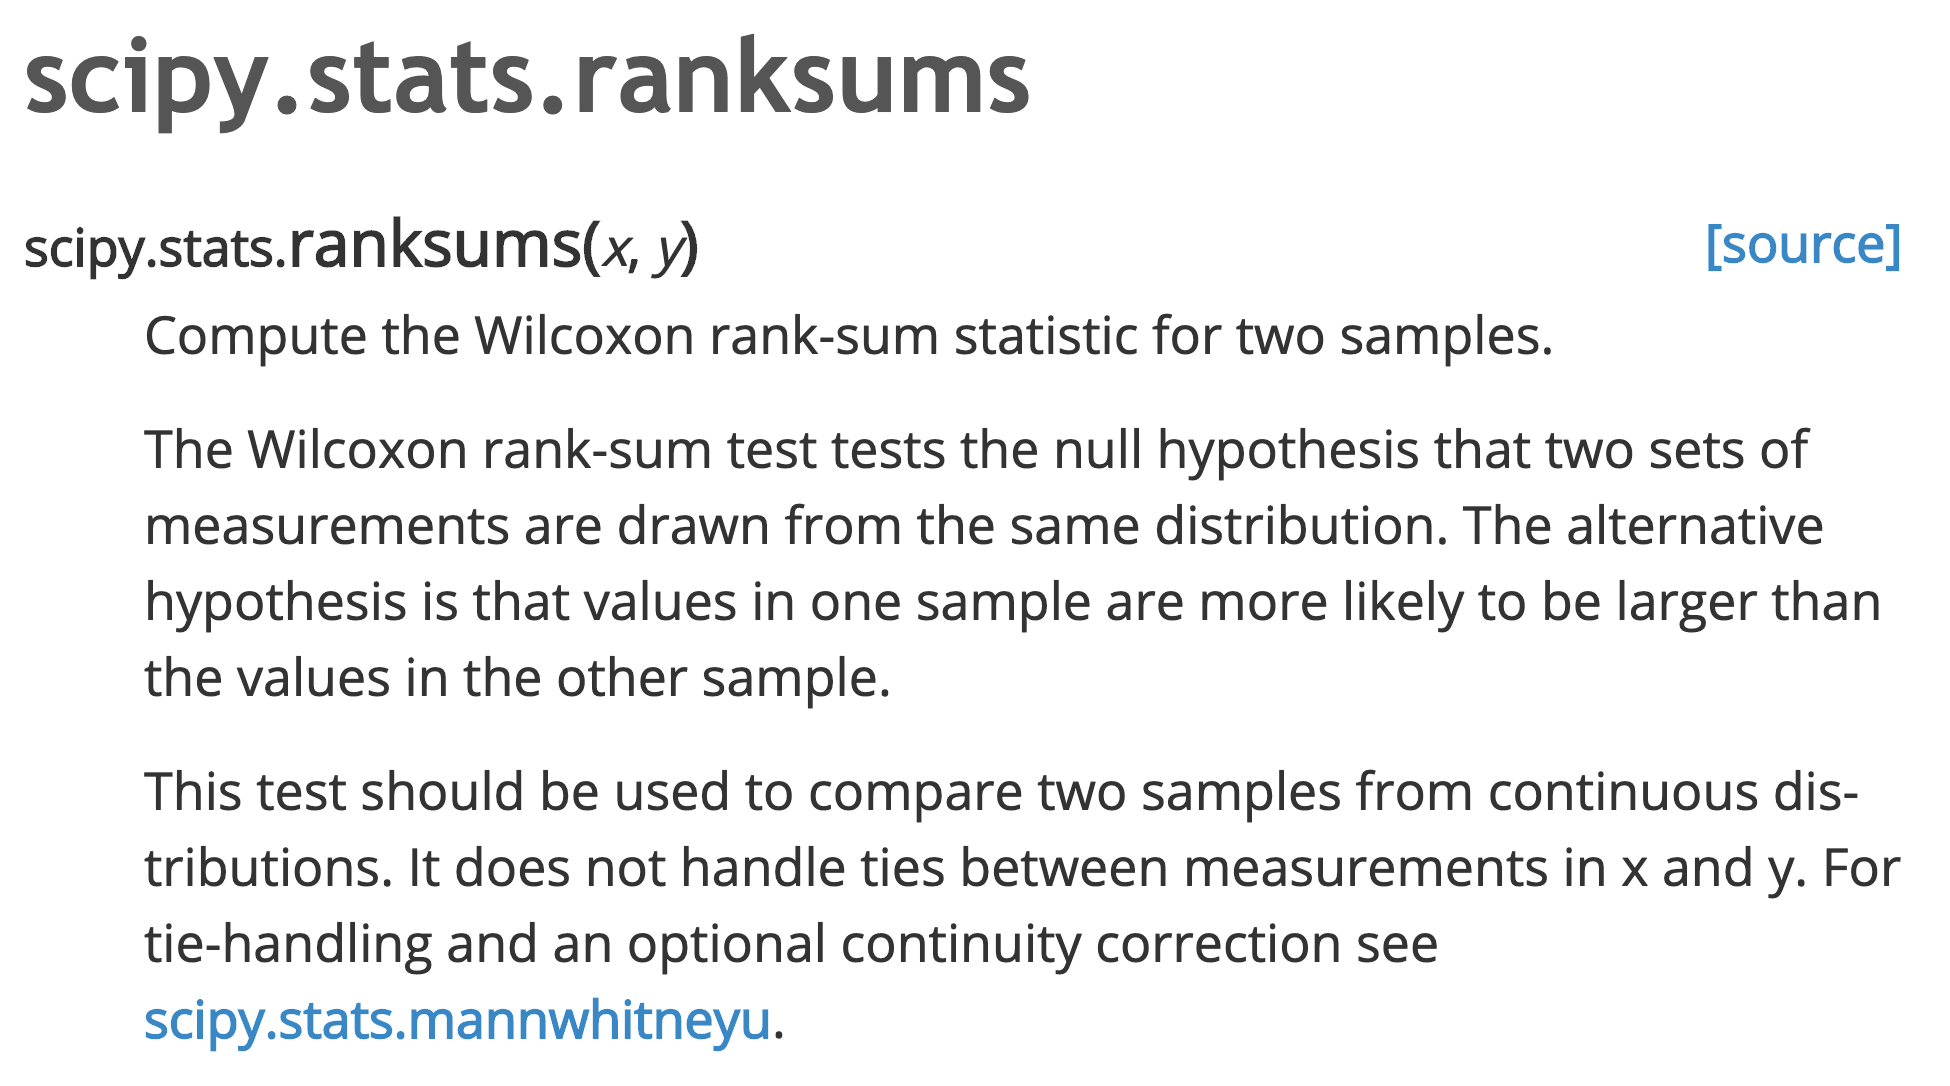 scipy.stats.ranksums
scipy.stats.ranksums(x, y) [source]
Compute the Wilcoxon rank-sum statistic for two samples.
The Wilcoxon rank-sum test tests the null hypothesis that two sets of
measurements are drawn from the same distribution. The alternative
hypothesis is that values in one sample are more likely to be larger than
the values in the other sample.
This test should be used to compare two samples from continuous dis-
tributions. It does not handle ties between measurements in x and y. For
tie-handling and an optional continuity correction see
scipy.stats.mannwhitneyu.